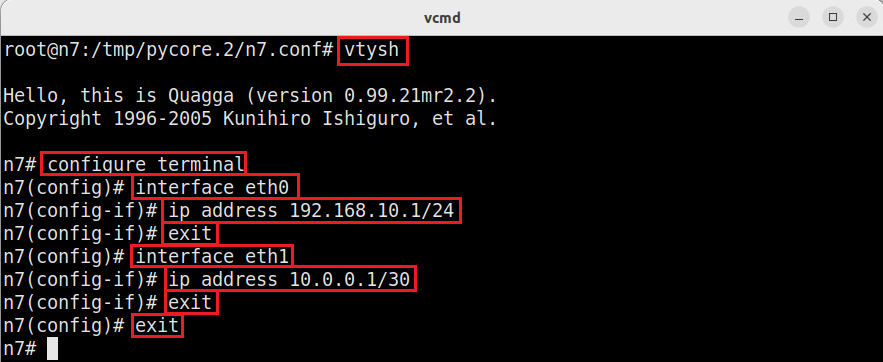 vcmd
root@n7:/tmp/pycore.2/n7.conf# vtysh
Hello, this is Quagga (version 0.99.21mr2.2).
Copyright 1996-2005 Kunihiro Ishiguro, et al.
n7# configure terminal
n7(config)# interface eth0
n7(config-if)# ip address 192.168.10.1/24
n7(config-if)# exit
n7(config)# interface eth1
n7(config-if)# ip address 10.0.0.1/30
n7(config-if)# exit
n7(config)# exit
n7#